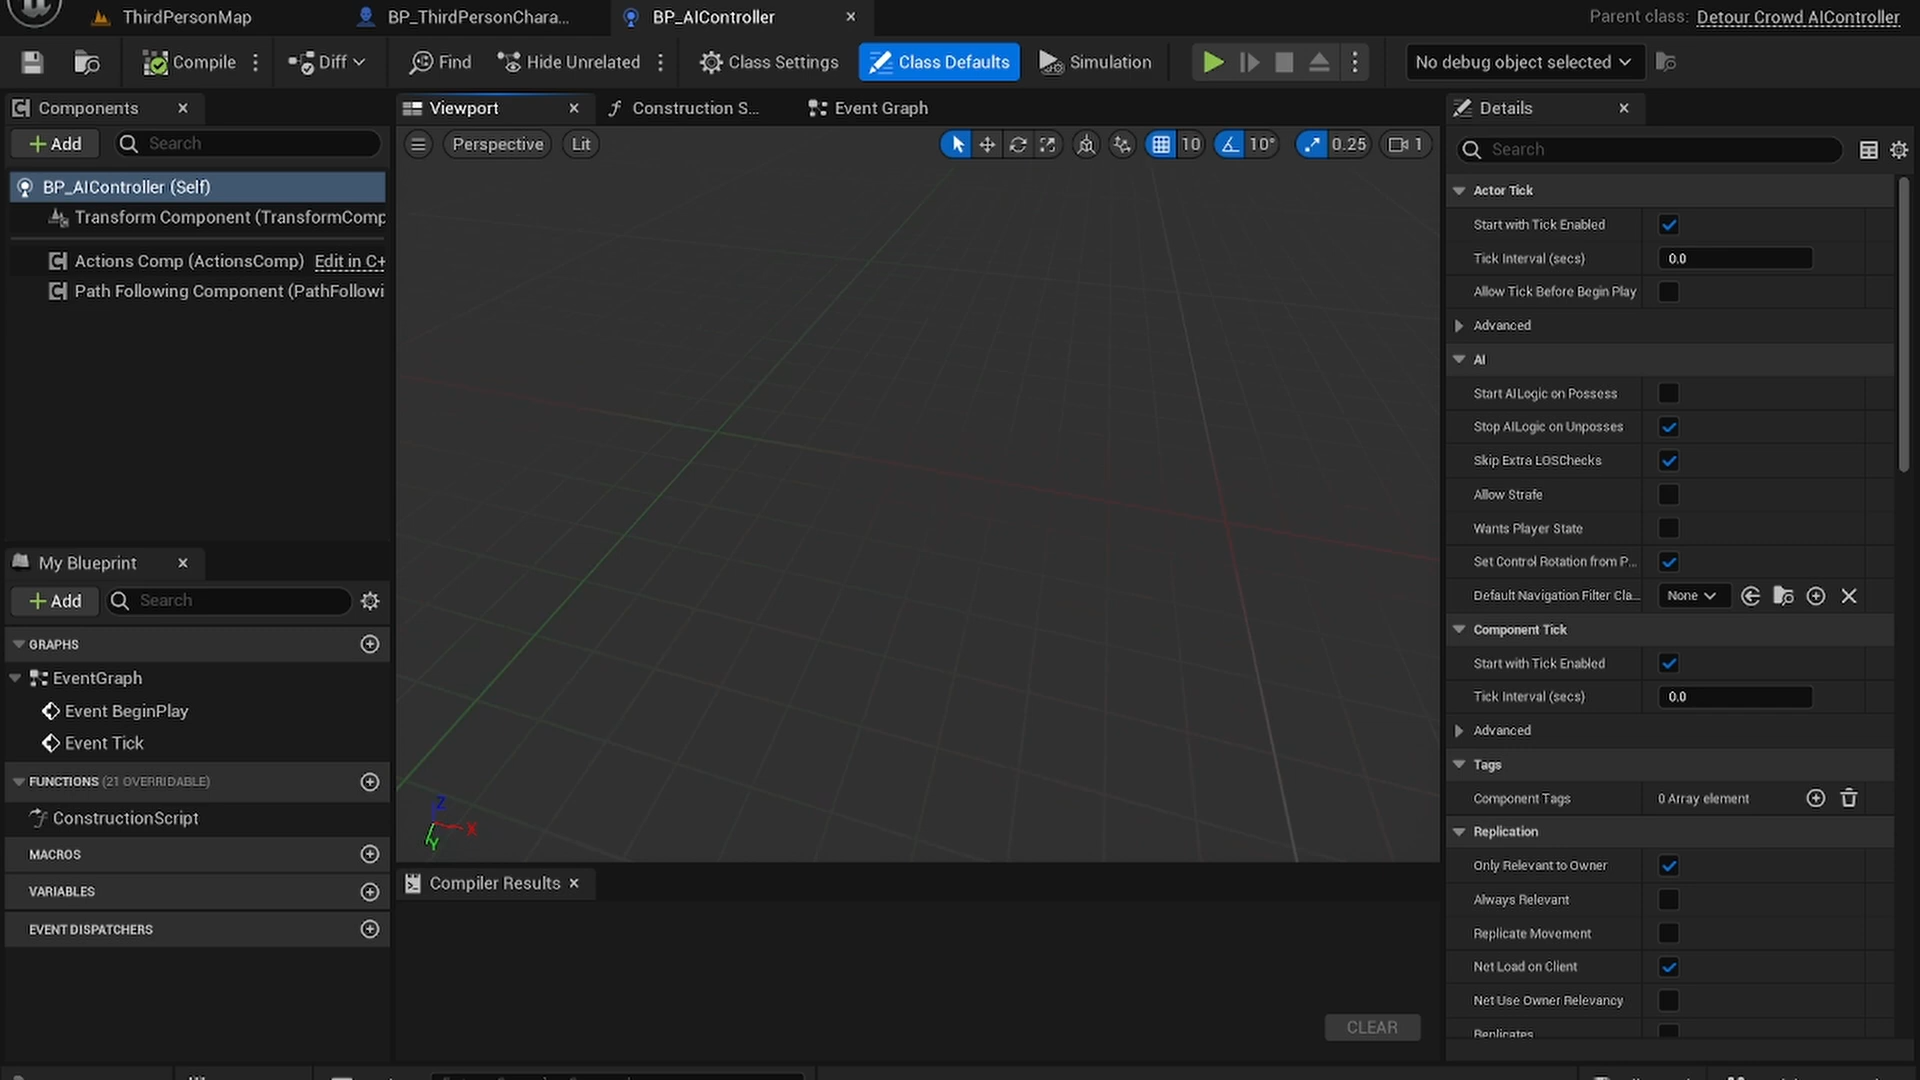 ThirdPersonMap
BP_ThirdPersonChara...
BP_AIController
Parent class: Detour Crowd AIController
Compile
Diff
Find
Hide Unrelated
Class Settings
Class Defaults
Simulation
No debug object selected
Components
Add
Search
BP_AIController (Self)
Transform Component (TransformComp
Actions Comp (ActionsComp) Edit in C+
Path Following Component (PathFollowi
My Blueprint
Add
Search
GRAPHS
EventGraph
Event BeginPlay
Event Tick
FUNCTIONS (21 OVERRIDABLE)
ConstructionScript
MACROS
VARIABLES
EVENT DISPATCHERS
Viewport
Construction S...
Event Graph
Perspective
Lit
10
10°
0.25
1
Z
X
Y
Compiler Results
CLEAR
Details
Search
Actor Tick
Start with Tick Enabled
Tick Interval (secs) 0.0
Allow Tick Before Begin Play
Advanced
AI
Start AILogic on Possess
Stop AILogic on Unposses
Skip Extra LOSChecks
Allow Strafe
Wants Player State
Set Control Rotation from P...
Default Navigation Filter Cla... None
Component Tick
Start with Tick Enabled
Tick Interval (secs) 0.0
Advanced
Tags
Component Tags 0 Array element
Replication
Only Relevant to Owner
Always Relevant
Replicate Movement
Net Load on Client
Net Use Owner Relevancy
Replicates